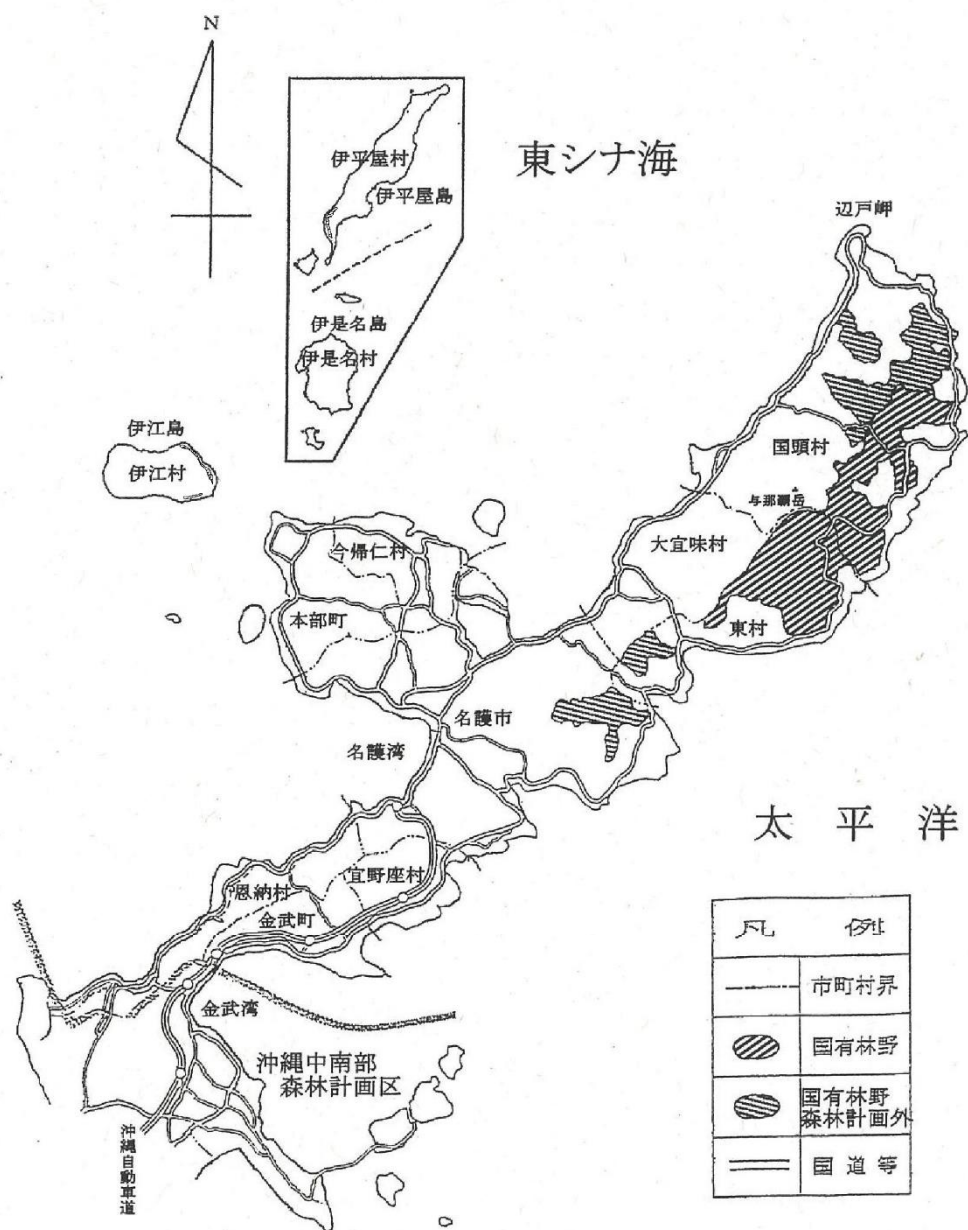 N
東シナ海
伊平屋村
伊平屋島
辺戸岬
伊是名島
伊是名村
伊江島
伊江村
国頭村
与那覇岳
大宜味村
今帰仁村
本部町
東村
名護市
名護湾
太平洋
宜野座村
恩納村
金武町
金武湾
沖縄中南部
森林計画区
沖縄自動車道
凡例
市町村界
国有林野
国有林野
森林計画外
国道等